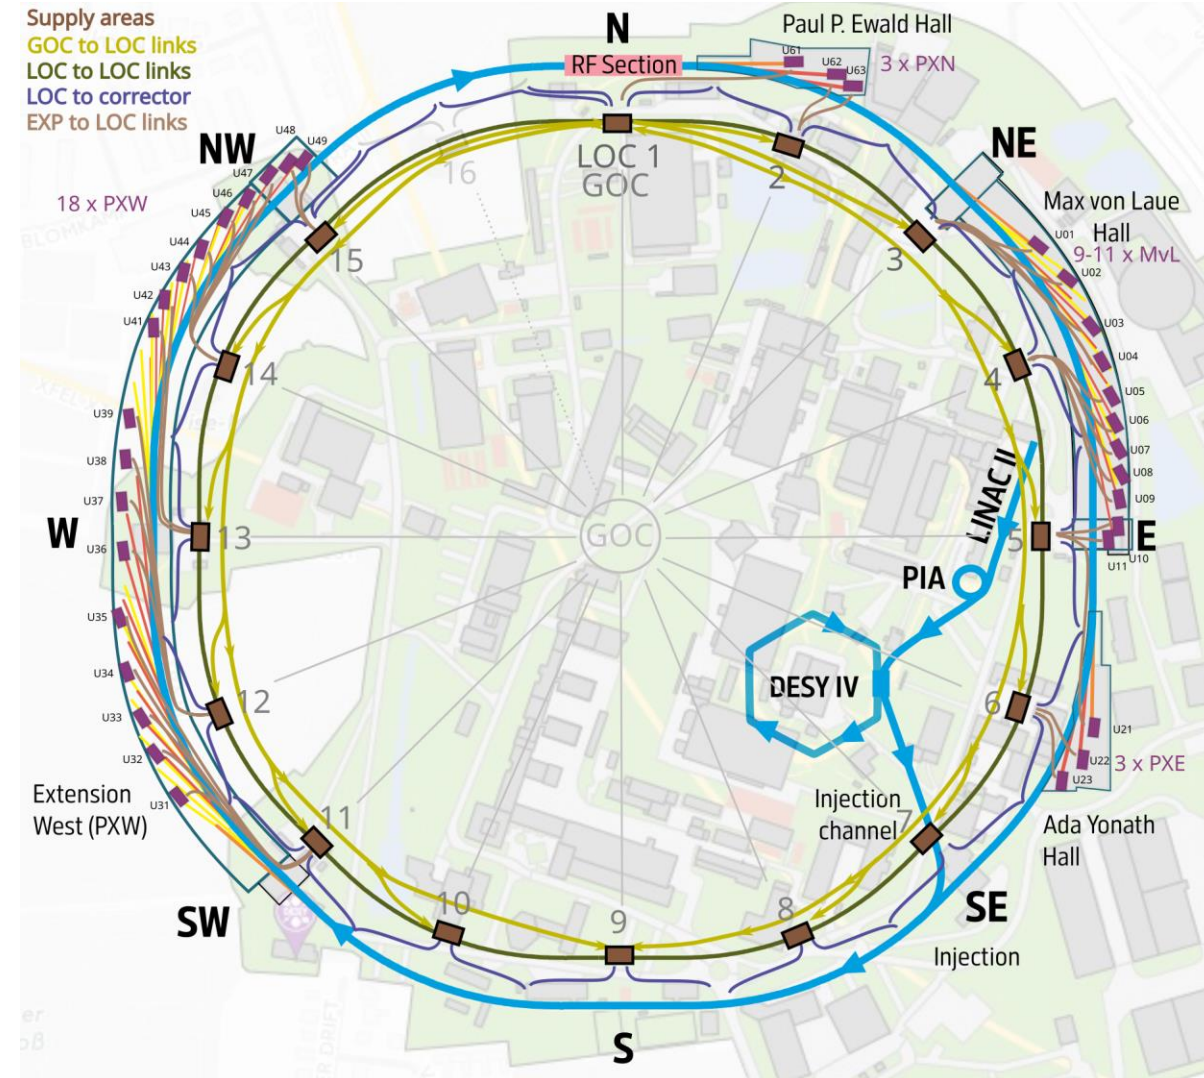 Supply areas
GOC to LOC links
LOC to LOC links
LOC to corrector
EXP to LOC links
N
RF Section
Paul P. Ewald Hall
U61
U62
U63
3 x PXN
NW
U48
U49
U47
U46
U45
U44
U43
U42
U41
18 x PXW
16
LOC 1
GOC
2
NE
Max von Laue
Hall
9-11 x MvL
U01
U02
U03
U04
U05
U06
U07
U08
U09
U10
U11
15
3
14
4
U39
U38
U37
U36
U35
U34
U33
U32
U31
W
13
GOC
5
E
LINAC II
PIA
DESY IV
12
6
U21
U22
U23
3 x PXE
Extension
West (PXW)
11
Injection
channel
7
Ada Yonath
Hall
10
9
8
SW
SE
Injection
S
DESY